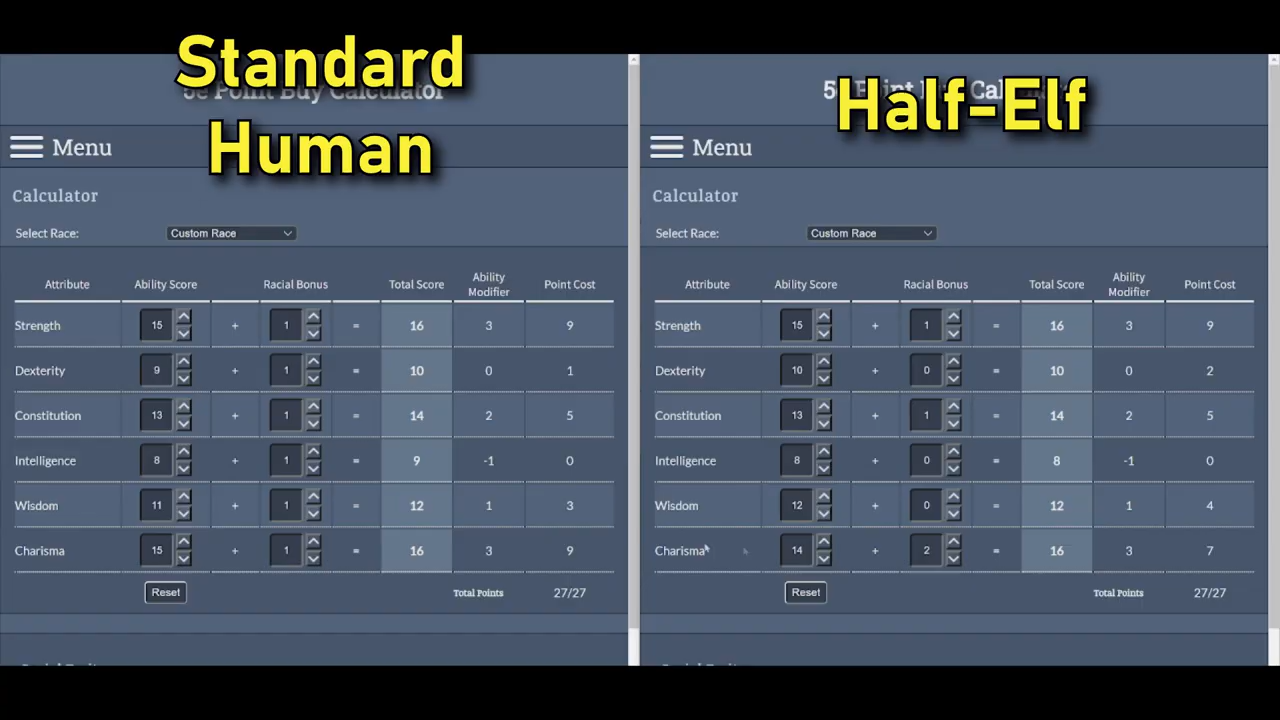 Standard
Human
5e Point Buy Calculator
Menu
Calculator
Select Race: Custom Race
Attribute Ability Score Racial Bonus Total Score Ability Modifier Point Cost
Strength 15 + 1 = 16 3 9
Dexterity 9 + 1 = 10 0 1
Constitution 13 + 1 = 14 2 5
Intelligence 8 + 1 = 9 -1 0
Wisdom 11 + 1 = 12 1 3
Charisma 15 + 1 = 16 3 9
Reset Total Points 27/27
Half-Elf
Menu
Calculator
Select Race: Custom Race
Attribute Ability Score Racial Bonus Total Score Ability Modifier Point Cost
Strength 15 + 1 = 16 3 9
Dexterity 10 + 0 = 10 0 2
Constitution 13 + 1 = 14 2 5
Intelligence 8 + 0 = 8 -1 0
Wisdom 12 + 0 = 12 1 4
Charisma 14 + 2 = 16 3 7
Reset Total Points 27/27